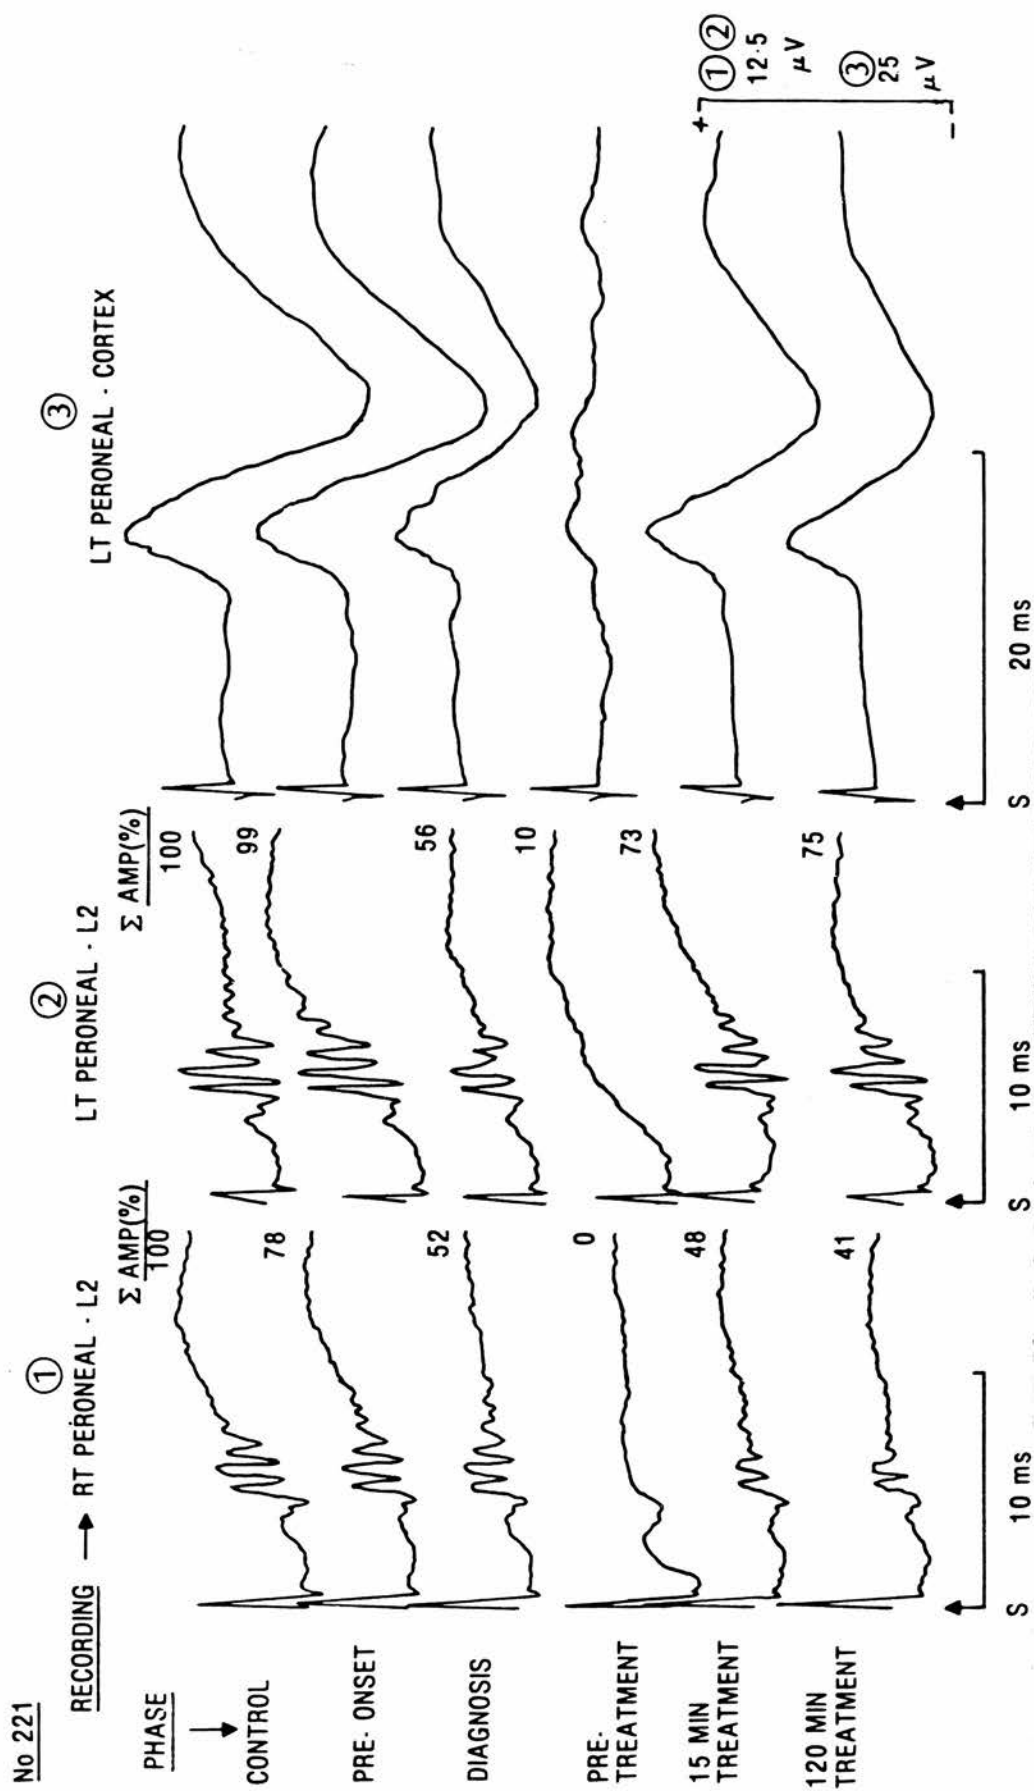 No 221
RECORDING → ① RT PERONEAL - L2
② LT PERONEAL - L2
③ LT PERONEAL - CORTEX
PHASE
Σ AMP(%)
Σ AMP(%)
CONTROL
100
100
PRE- ONSET
78
99
DIAGNOSIS
52
56
PRE-
TREATMENT
0
10
15 MIN
TREATMENT
48
73
120 MIN
TREATMENT
41
75
+
① ②
12·5
μV
③
25
μV
−
S
10 ms
S
10 ms
S
20 ms